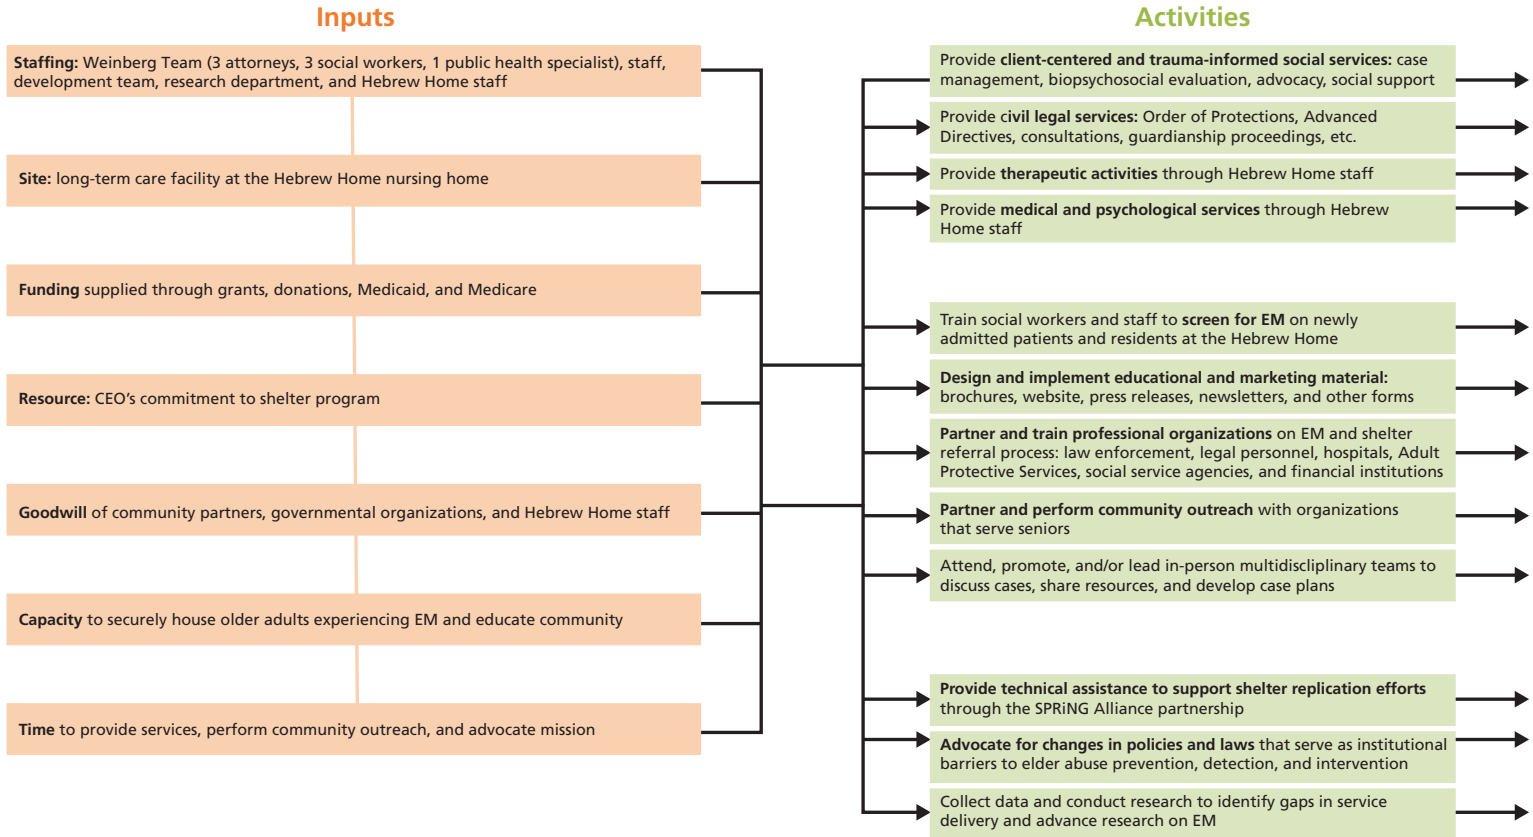 Inputs
Staffing: Weinberg Team (3 attorneys, 3 social workers, 1 public health specialist), staff,
development team, research department, and Hebrew Home staff
Site: long-term care facility at the Hebrew Home nursing home
Funding supplied through grants, donations, Medicaid, and Medicare
Resource: CEO’s commitment to shelter program
Goodwill of community partners, governmental organizations, and Hebrew Home staff
Capacity to securely house older adults experiencing EM and educate community
Time to provide services, perform community outreach, and advocate mission
Activities
Provide client-centered and trauma-informed social services: case
management, biopsychosocial evaluation, advocacy, social support
Provide civil legal services: Order of Protections, Advanced
Directives, consultations, guardianship proceedings, etc.
Provide therapeutic activities through Hebrew Home staff
Provide medical and psychological services through Hebrew
Home staff
Train social workers and staff to screen for EM on newly
admitted patients and residents at the Hebrew Home
Design and implement educational and marketing material:
brochures, website, press releases, newsletters, and other forms
Partner and train professional organizations on EM and shelter
referral process: law enforcement, legal personnel, hospitals, Adult
Protective Services, social service agencies, and financial institutions
Partner and perform community outreach with organizations
that serve seniors
Attend, promote, and/or lead in-person multidiscliplinary teams to
discuss cases, share resources, and develop case plans
Provide technical assistance to support shelter replication efforts
through the SPRiNG Alliance partnership
Advocate for changes in policies and laws that serve as institutional
barriers to elder abuse prevention, detection, and intervention
Collect data and conduct research to identify gaps in service
delivery and advance research on EM